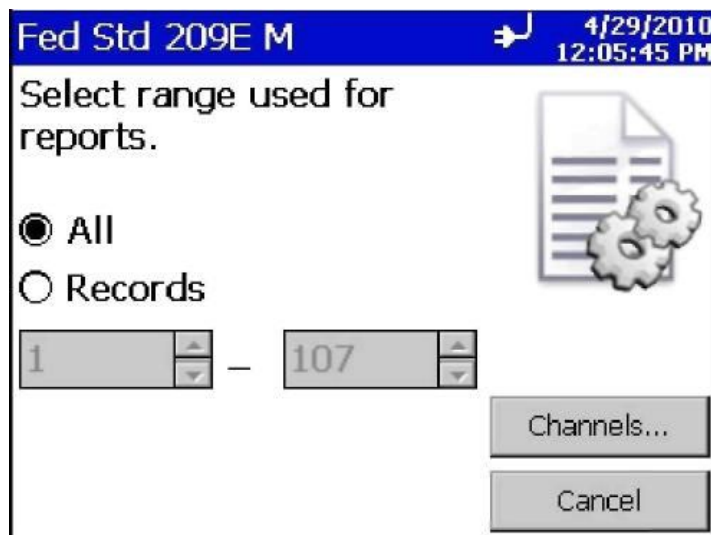 Fed Std 209E M
4/29/2010
12:05:45 PM
Select range used for
reports.
All
Records
1 – 107
Channels...
Cancel